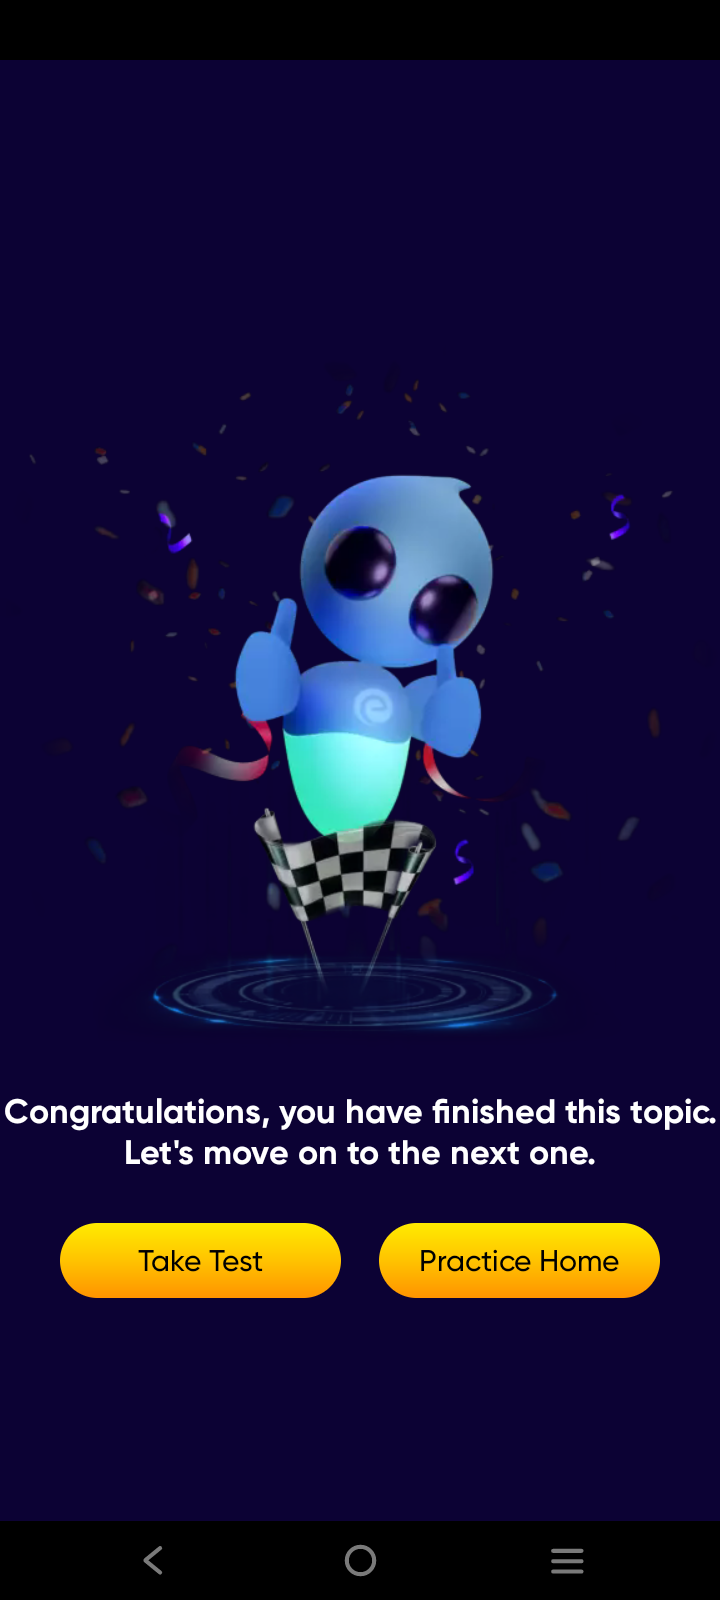 Congratulations, you have finished this topic.
Let's move on to the next one.
Take Test
Practice Home